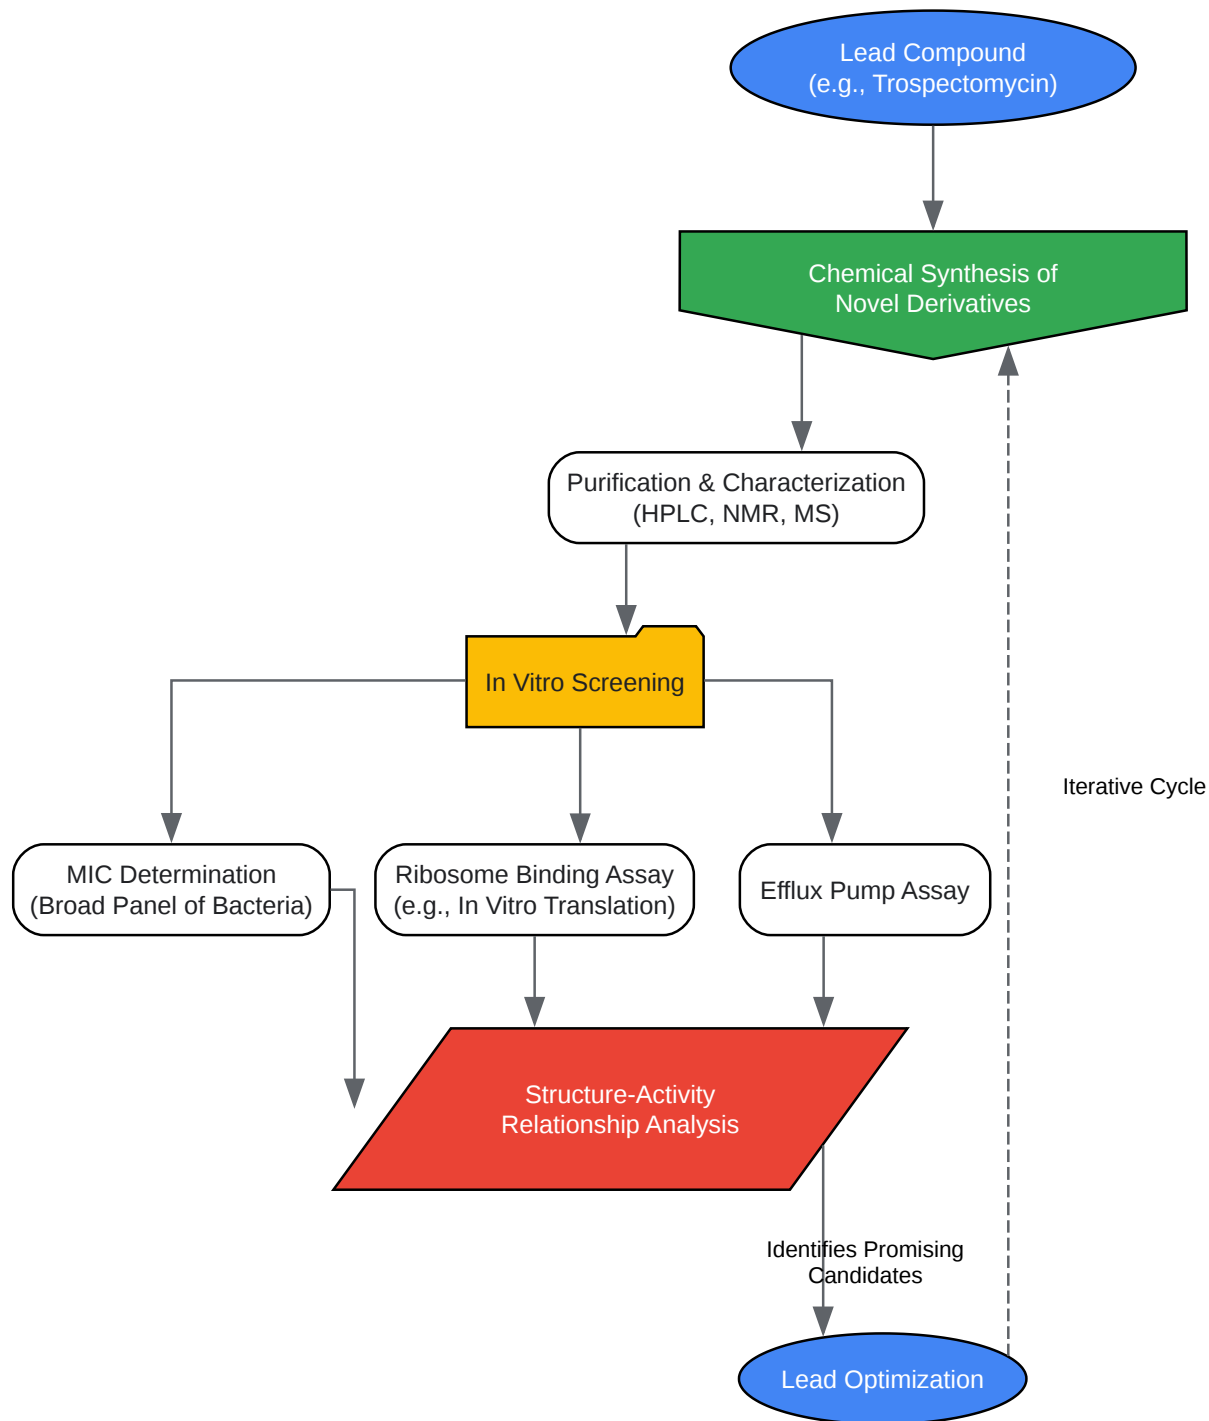 Lead Compound
(e.g., Trospectomycin)
Chemical Synthesis of
Novel Derivatives
Purification & Characterization
(HPLC, NMR, MS)
In Vitro Screening
Iterative Cycle
MIC Determination
(Broad Panel of Bacteria)
Ribosome Binding Assay
(e.g., In Vitro Translation)
Efflux Pump Assay
Structure-Activity
Relationship Analysis
Identifies Promising
Candidates
Lead Optimization